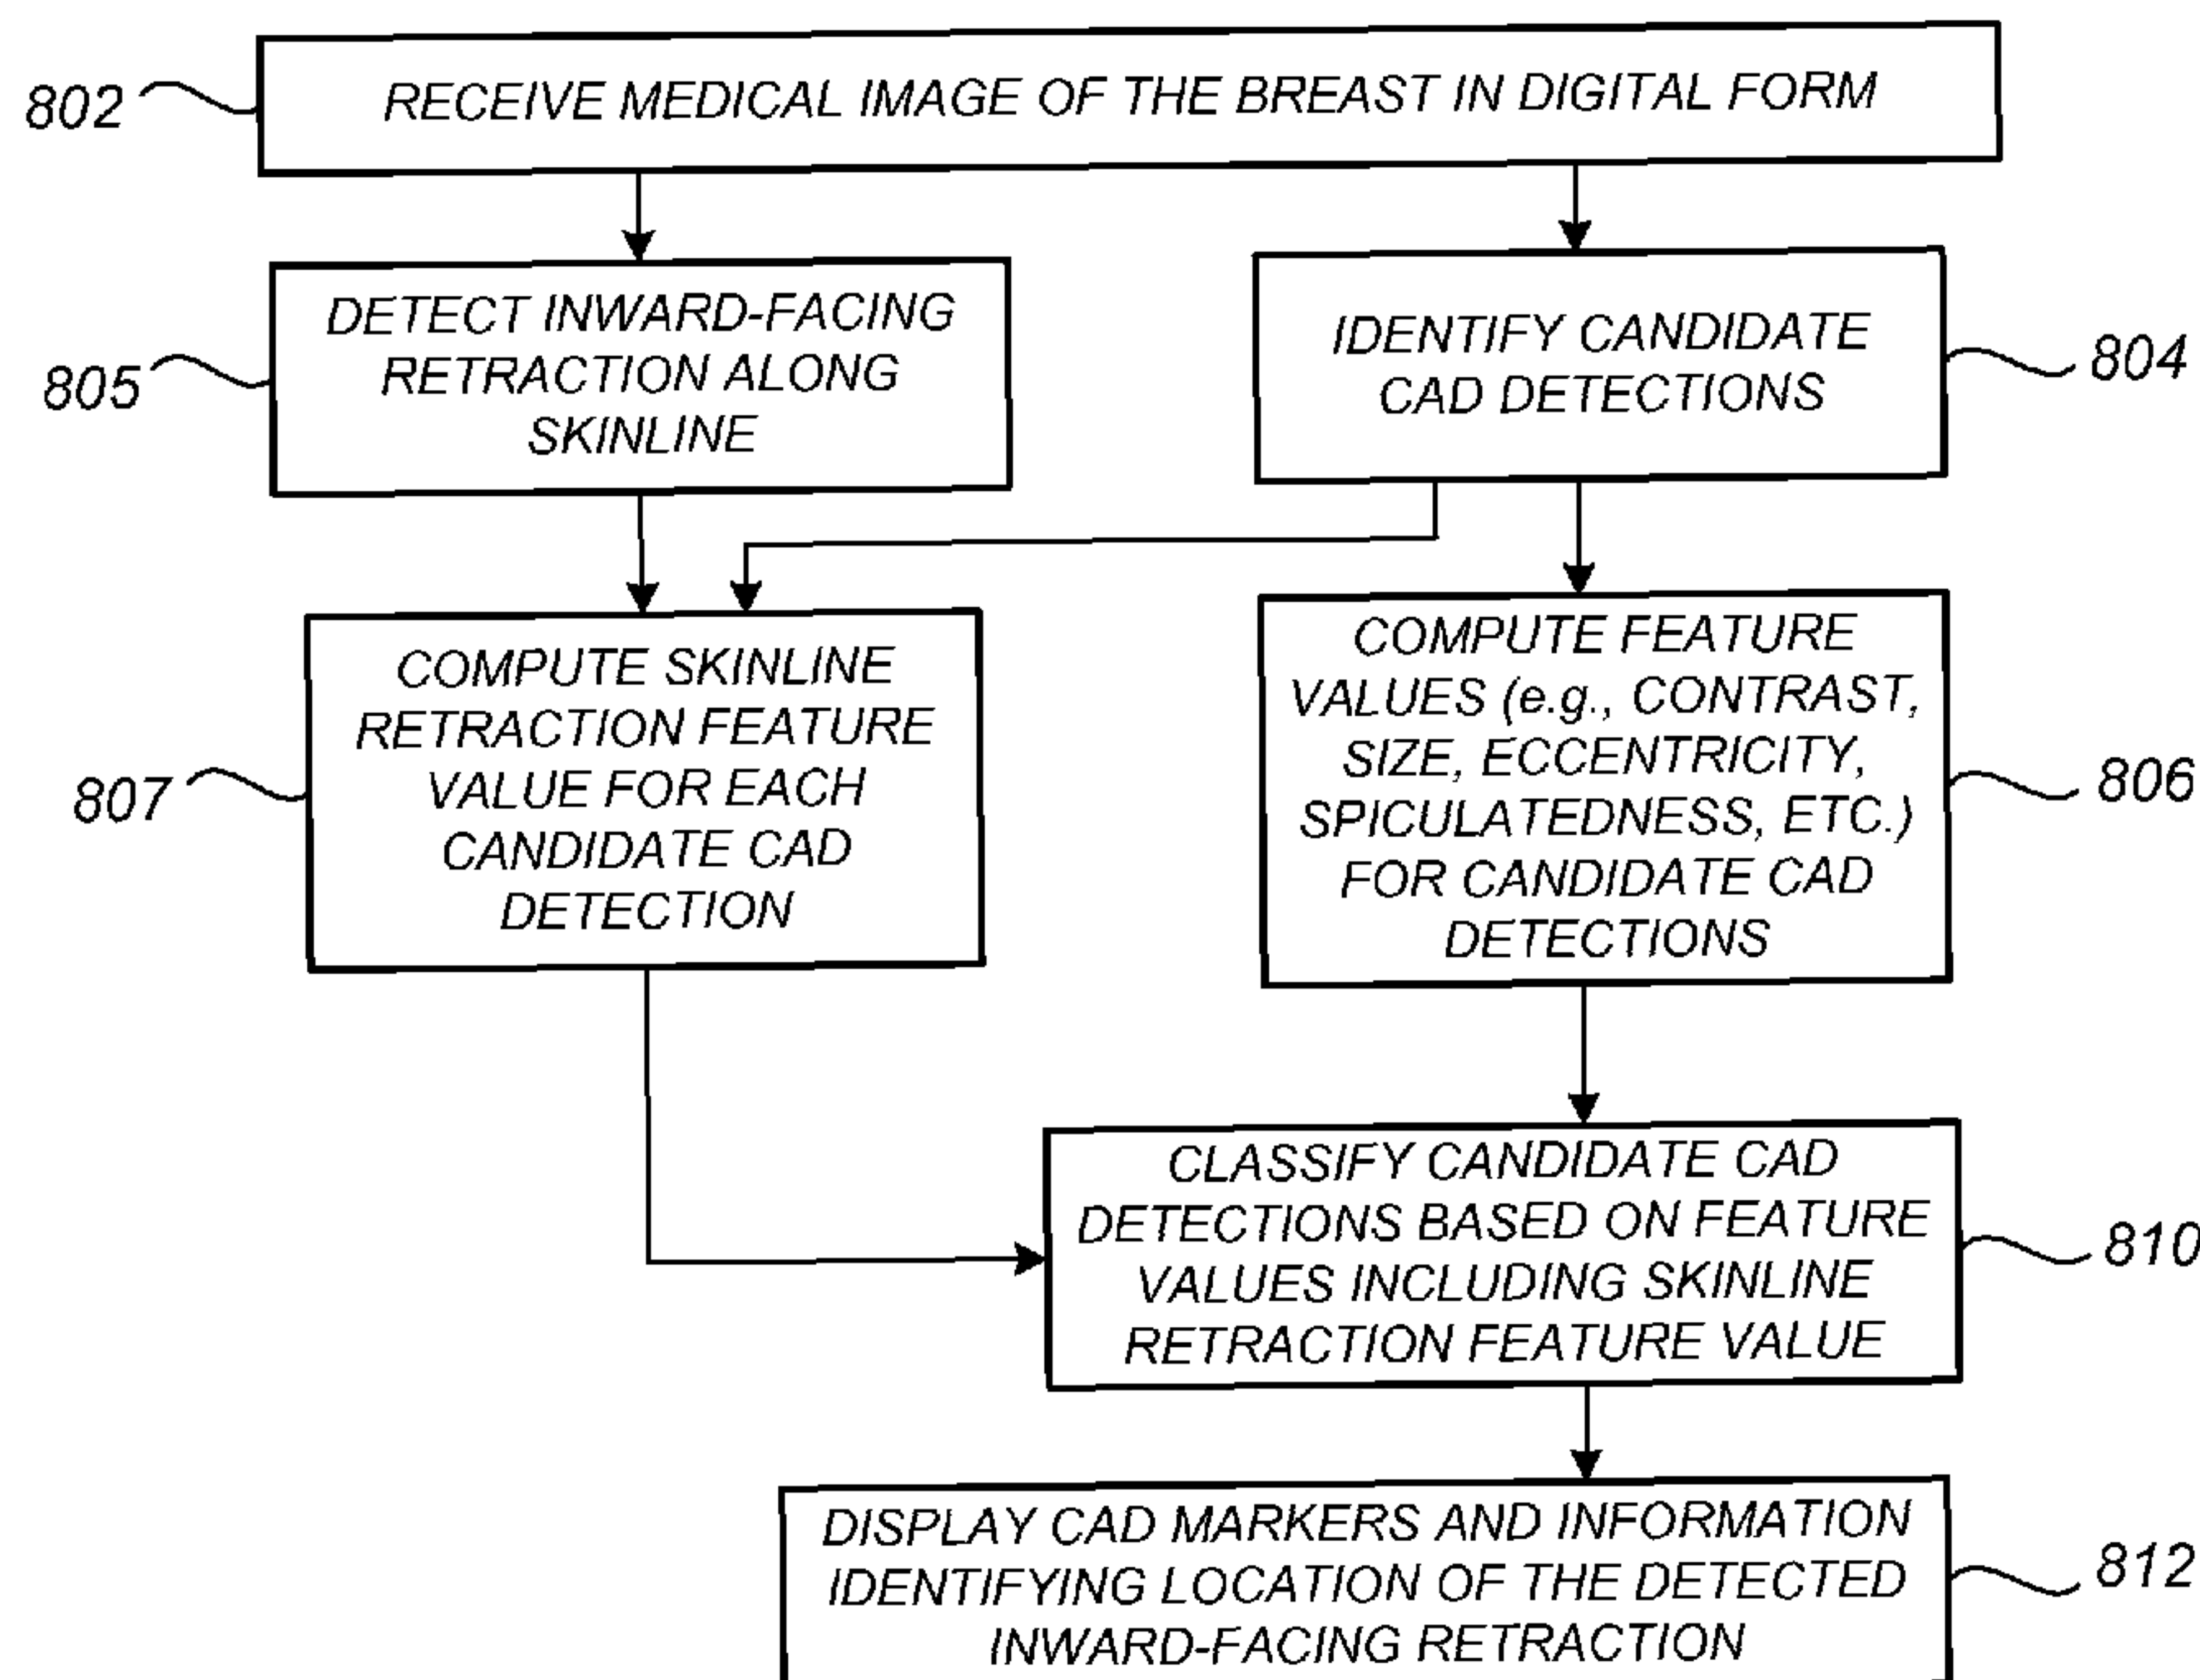 802
RECEIVE MEDICAL IMAGE OF THE BREAST IN DIGITAL FORM
805
DETECT INWARD-FACING
RETRACTION ALONG
SKINLINE
IDENTIFY CANDIDATE
CAD DETECTIONS
804
807
COMPUTE SKINLINE
RETRACTION FEATURE
VALUE FOR EACH
CANDIDATE CAD
DETECTION
COMPUTE FEATURE
VALUES (e.g., CONTRAST,
SIZE, ECCENTRICITY,
SPICULATEDNESS, ETC.)
FOR CANDIDATE CAD
DETECTIONS
806
CLASSIFY CANDIDATE CAD
DETECTIONS BASED ON FEATURE
VALUES INCLUDING SKINLINE
RETRACTION FEATURE VALUE
810
DISPLAY CAD MARKERS AND INFORMATION
IDENTIFYING LOCATION OF THE DETECTED
INWARD-FACING RETRACTION
812